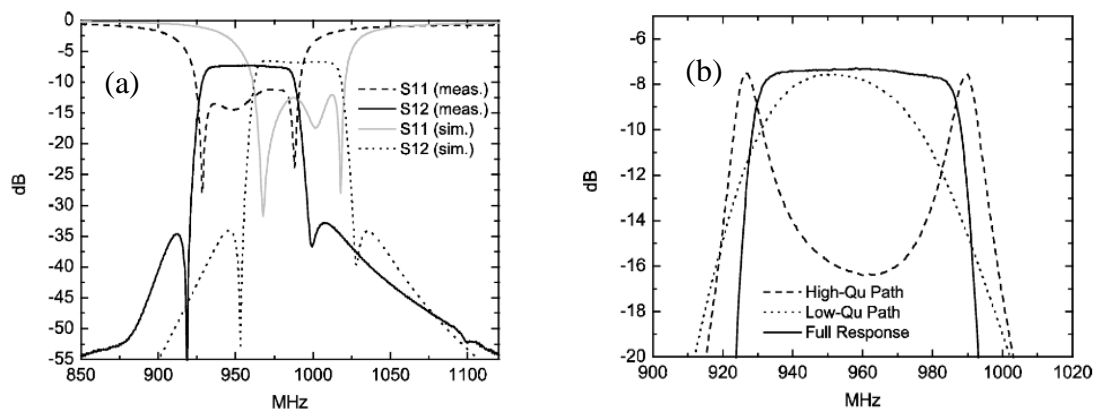 0
-5
-10
-15
-20
-25
-30
-35
-40
-45
-50
-55
dB
(a)
S11 (meas.)
S12 (meas.)
S11 (sim.)
S12 (sim.)
850 900 950 1000 1050 1100
MHz
-6
-8
-10
-12
-14
-16
-18
-20
dB
(b)
High-Qu Path
Low-Qu Path
Full Response
900 920 940 960 980 1000 1020
MHz